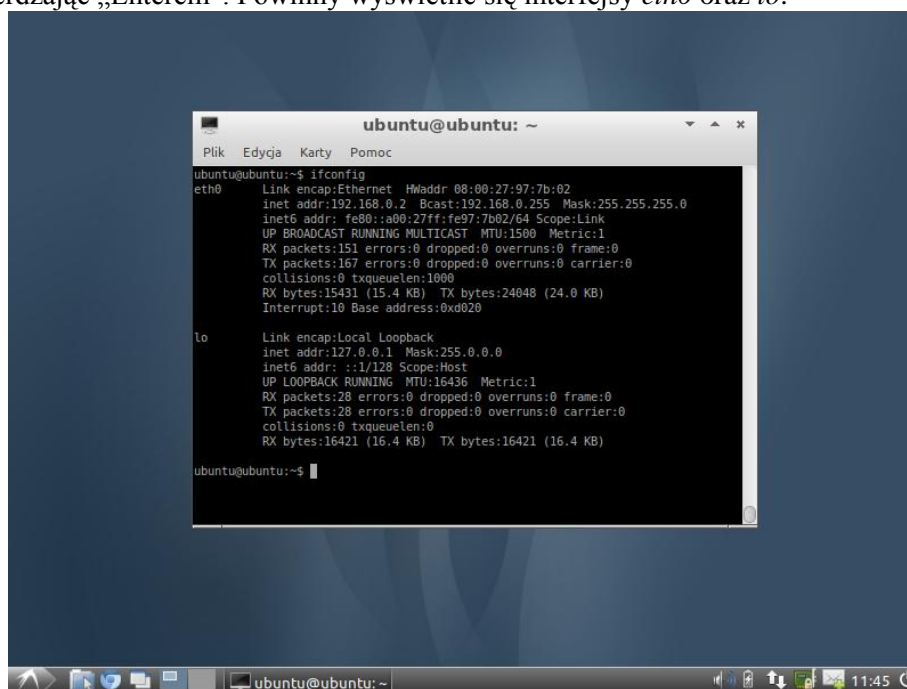 „Enterem”. Powinny wyświetlić się interfejsy oraz lo.
ubuntu@ubuntu: ~
Plik Edycja Karty Pomoc
ubuntu@ubuntu:~$ ifconfig
eth0 Link encap:Ethernet HWaddr 08:00:27:97:7b:02
inet addr:192.168.0.2 Bcast:192.168.0.255 Mask:255.255.255.0
inet6 addr: fe80::a00:27ff:fe97:7b02/64 Scope:Link
UP BROADCAST RUNNING MULTICAST MTU:1500 Metric:1
RX packets:151 errors:0 dropped:0 overruns:0 frame:0
TX packets:167 errors:0 dropped:0 overruns:0 carrier:0
collisions:0 txqueuelen:1000
RX bytes:15431 (15.4 KB) TX bytes:24048 (24.0 KB)
Interrupt:10 Base address:0xd020
lo Link encap:Local Loopback
inet addr:127.0.0.1 Mask:255.0.0.0
inet6 addr: ::1/128 Scope:Host
UP LOOPBACK RUNNING MTU:16436 Metric:1
RX packets:28 errors:0 dropped:0 overruns:0 frame:0
TX packets:28 errors:0 dropped:0 overruns:0 carrier:0
collisions:0 txqueuelen:0
RX bytes:16421 (16.4 KB) TX bytes:16421 (16.4 KB)
ubuntu@ubuntu:~$
ubuntu@ubuntu: ~
11:45